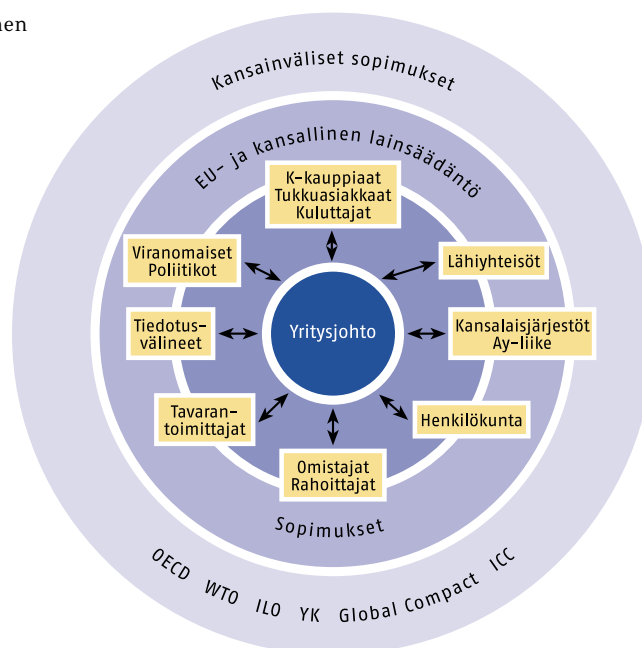 en
Kansainväliset sopimukset
EU- ja kansallinen lainsäädäntö
K-kauppiaat
Tukkuasiakkaat
Kuluttajat
Viranomaiset
Poliitikot
Lähiyhteisöt
Tiedotus-
välineet
Yritysjohto
Kansalaisjärjestöt
Ay-liike
Tavaran-
toimittajat
Henkilökunta
Omistajat
Rahoittajat
Sopimukset
OECD WTO ILO YK Global Compact ICC